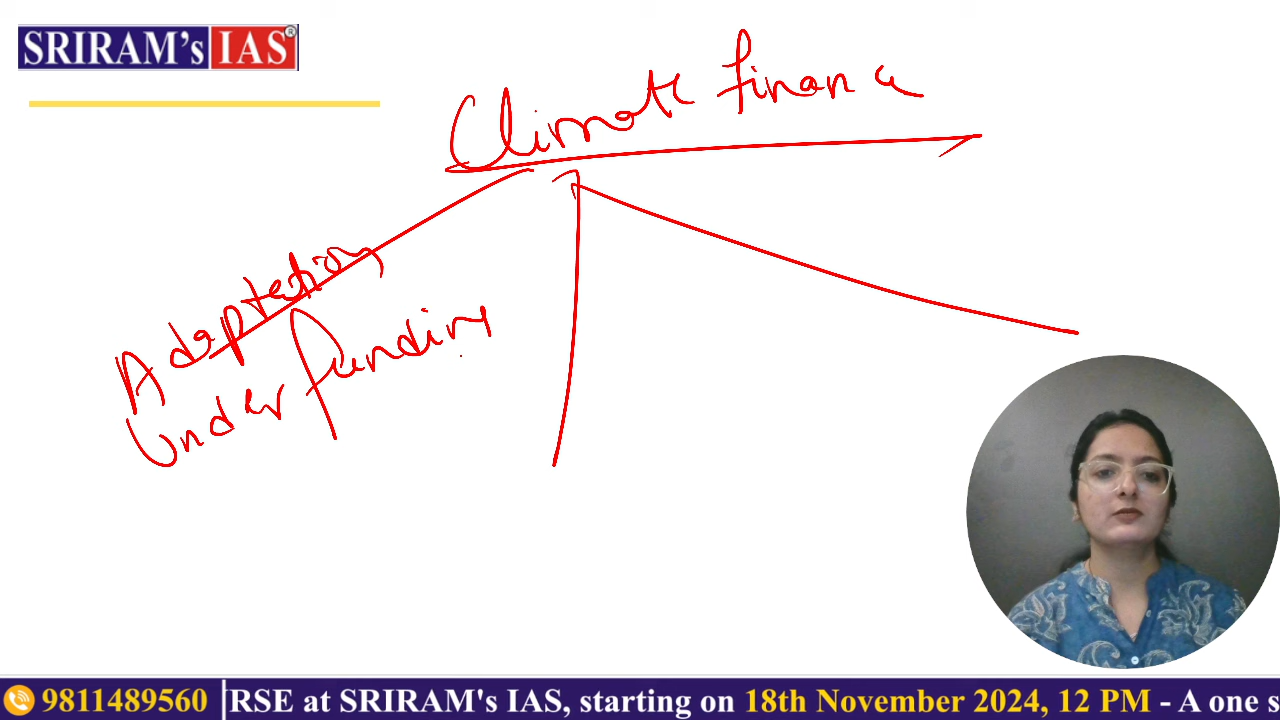 SRIRAM's IAS®
Climate finance
Adaptation
Under funding
9811489560 RSE at SRIRAM's IAS, starting on 18th November 2024, 12 PM - A one s